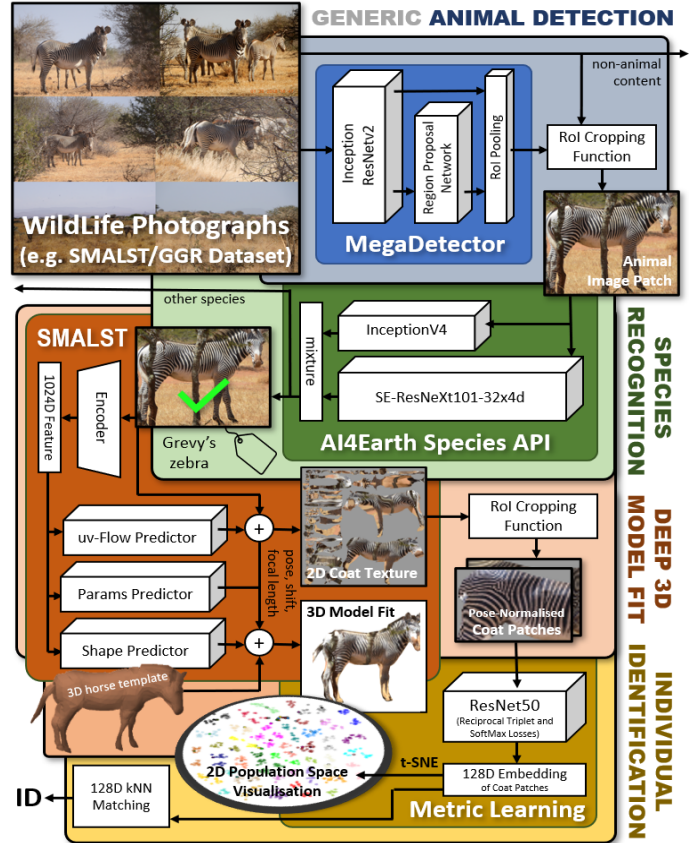 GENERIC ANIMAL DETECTION
non-animal
content
Inception
ResNetv2
Region Proposal
Network
RoI Pooling
RoI Cropping
Function
MegaDetector
WildLife Photographs
(e.g. SMALST/GGR Dataset)
Animal
Image Patch
other species
SPECIES
RECOGNITION
InceptionV4
mixture
SE-ResNeXt101-32x4d
AI4Earth Species API
SMALST
1024D Feature
Encoder
Grevy's
zebra
DEEP 3D
MODEL FIT
uv-Flow Predictor
+
2D Coat Texture
RoI Cropping
Function
pose, shift,
focal length
Params Predictor
3D Model Fit
Pose-Normalised
Coat Patches
Shape Predictor
+
3D horse template
INDIVIDUAL
IDENTIFICATION
ResNet50
(Reciprocal Triplet and
SoftMax Losses)
t-SNE
2D Population Space
Visualisation
128D Embedding
of Coat Patches
128D kNN
Matching
ID
Metric Learning